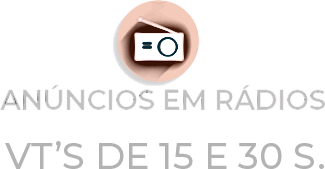 ANÚNCIOS EM RÁDIOS
VT'S DE 15 E 30 S.